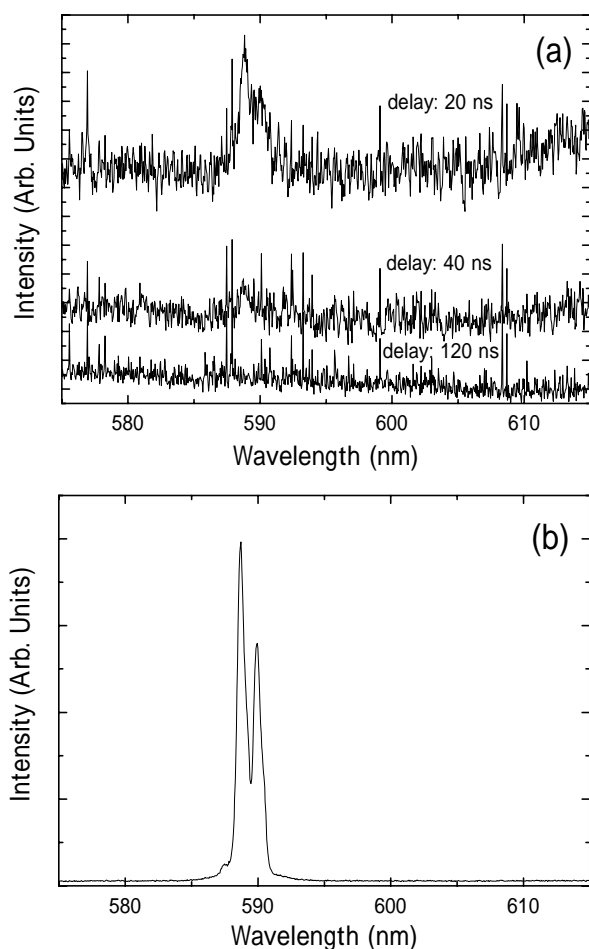 (a)
delay: 20 ns
delay: 40 ns
delay: 120 ns
Intensity (Arb. Units)
580 590 600 610
Wavelength (nm)
(b)
Intensity (Arb. Units)
580 590 600 610
Wavelength (nm)